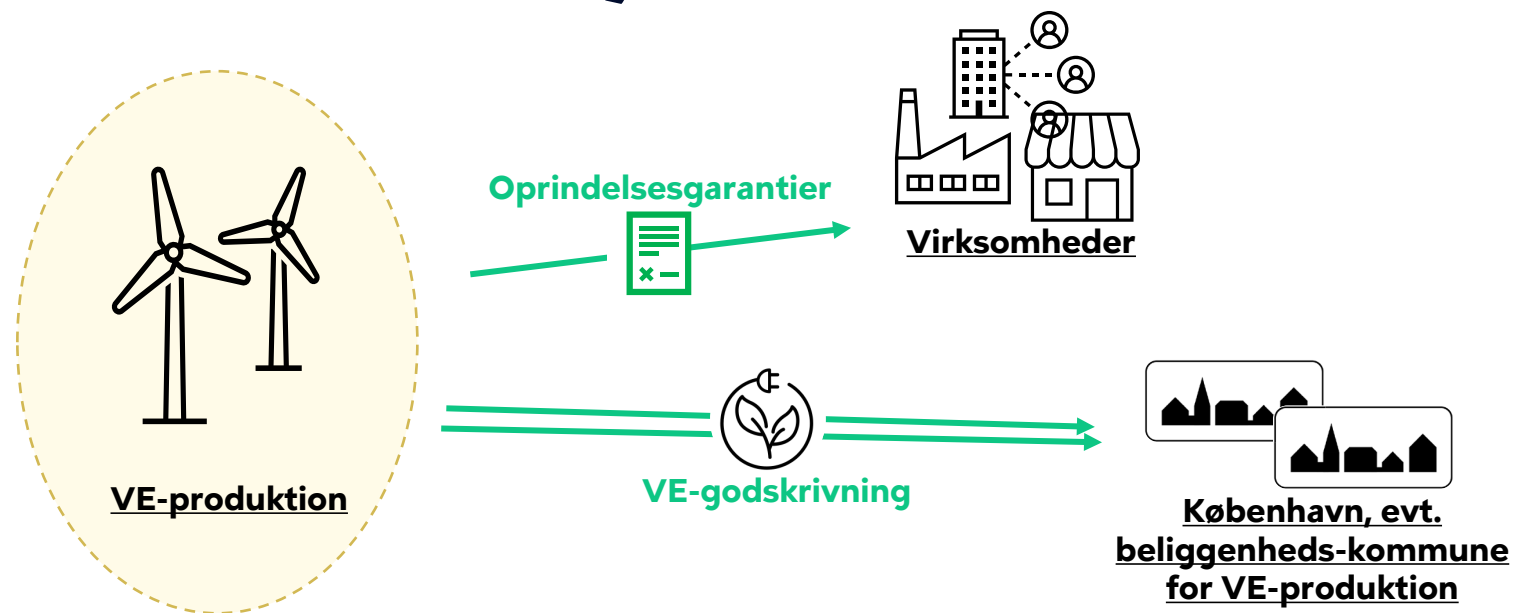 Oprindelsesgarantier
Virksomheder
VE-produktion
VE-godskrivning
København, evt.
beliggenheds-kommune
for VE-produktion